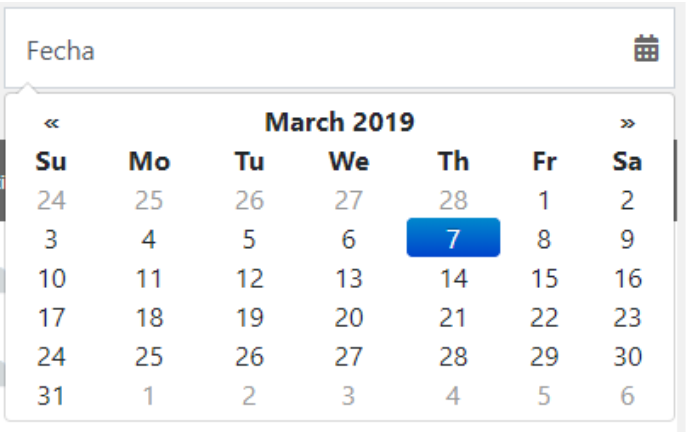 Fecha
« March 2019 »
Su Mo Tu We Th Fr Sa
24 25 26 27 28 1 2
3 4 5 6 7 8 9
10 11 12 13 14 15 16
17 18 19 20 21 22 23
24 25 26 27 28 29 30
31 1 2 3 4 5 6